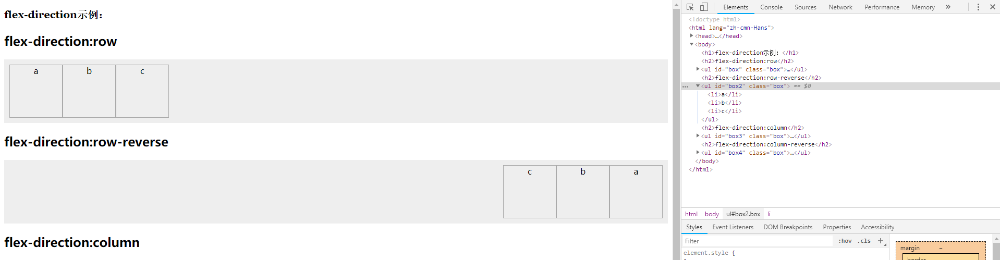 flex-direction示例：
flex-direction:row
a b c
flex-direction:row-reverse
c b a
flex-direction:column
Elements Console Sources Network Performance Memory »
<!doctype html>
<html lang="zh-cmn-Hans">
<head>…</head>
<body>
<h1>flex-direction示例：</h1>
<h2>flex-direction:row</h2>
<ul id="box" class="box">…</ul>
<h2>flex-direction:row-reverse</h2>
<ul id="box2" class="box"> == $0
<li>a</li>
<li>b</li>
<li>c</li>
</ul>
<h2>flex-direction:column</h2>
<ul id="box3" class="box">…</ul>
<h2>flex-direction:column-reverse</h2>
<ul id="box4" class="box">…</ul>
</body>
</html>
html body ul#box2.box li
Styles Event Listeners DOM Breakpoints Properties Accessibility
Filter :hov .cls +
element.style {
margin –
border